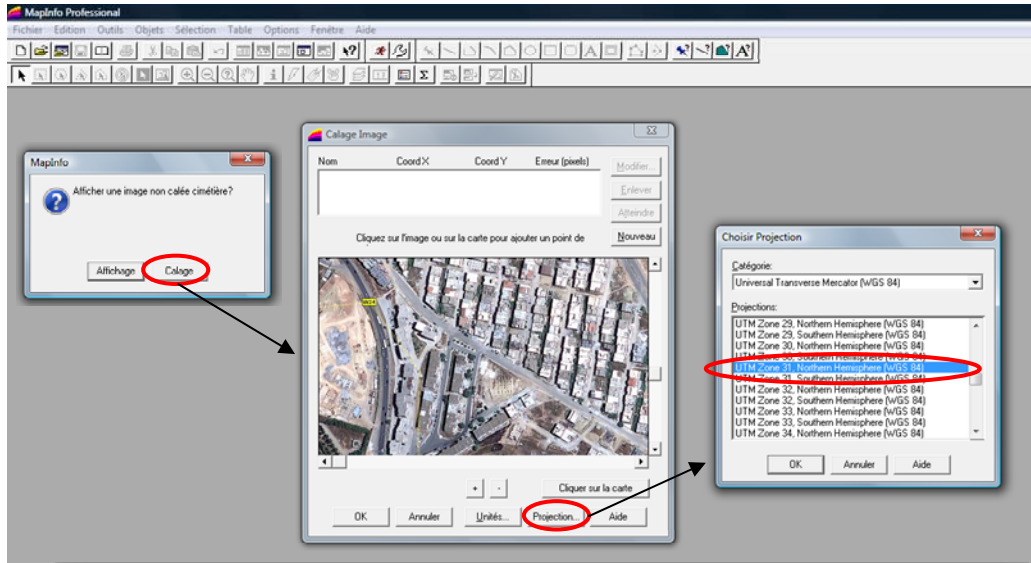 MapInfo Professional
Fichier Edition Outils Objets Sélection Table Options Fenêtre Aide
MapInfo
Afficher une image non calée cimétière?
Affichage Calage
Calage Image
Nom Coord X Coord Y Erreur (pixels)
Modifier...
Enlever
Atteindre
Nouveau
Cliquez sur l'image ou sur la carte pour ajouter un point de
+ -
Cliquer sur la carte
OK Annuler Unités... Projection... Aide
Choisir Projection
Catégorie:
Universal Transverse Mercator (WGS 84)
Projections:
UTM Zone 29, Northern Hemisphere (WGS 84)
UTM Zone 29, Southern Hemisphere (WGS 84)
UTM Zone 30, Northern Hemisphere (WGS 84)
UTM Zone 30, Southern Hemisphere (WGS 84)
UTM Zone 31, Northern Hemisphere (WGS 84)
UTM Zone 31, Southern Hemisphere (WGS 84)
UTM Zone 32, Northern Hemisphere (WGS 84)
UTM Zone 32, Southern Hemisphere (WGS 84)
UTM Zone 33, Northern Hemisphere (WGS 84)
UTM Zone 33, Southern Hemisphere (WGS 84)
UTM Zone 34, Northern Hemisphere (WGS 84)
OK Annuler Aide